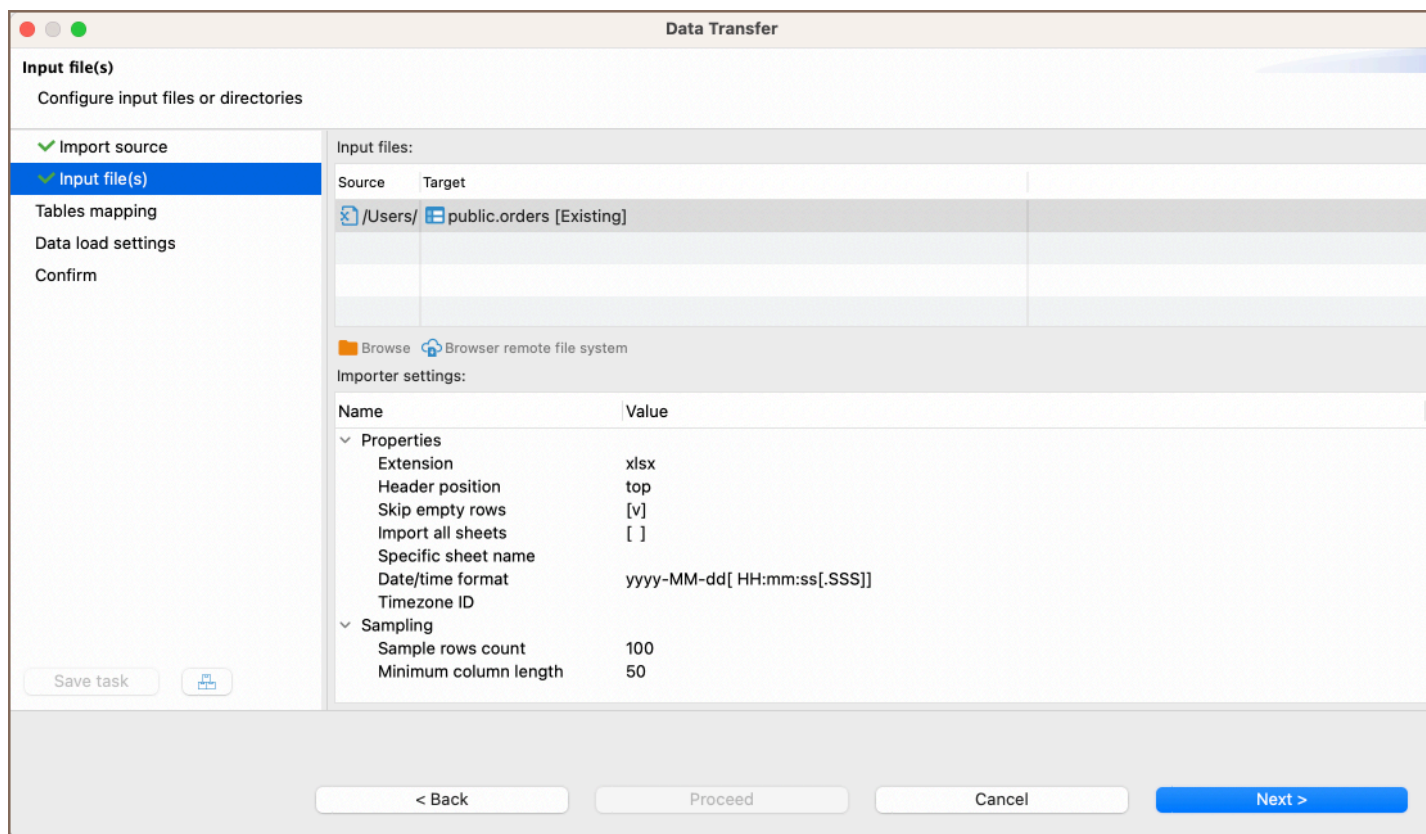 Data Transfer
Input file(s)
Configure input files or directories
Import source
Input file(s)
Tables mapping
Data load settings
Confirm
Save task
Input files:
Source Target
/Users/ public.orders [Existing]
Browse Browser remote file system
Importer settings:
Name Value
Properties
Extension xlsx
Header position top
Skip empty rows [v]
Import all sheets [ ]
Specific sheet name
Date/time format yyyy-MM-dd[ HH:mm:ss[.SSS]]
Timezone ID
Sampling
Sample rows count 100
Minimum column length 50
< Back Proceed Cancel Next >